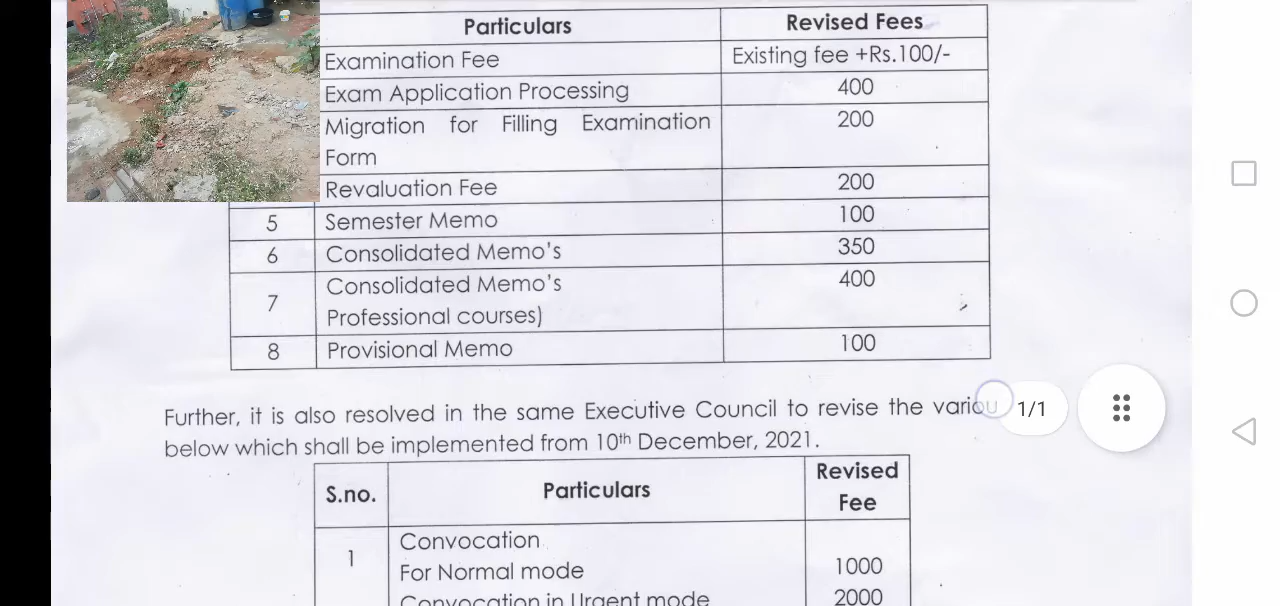 Particulars Revised Fees
Examination Fee Existing fee +Rs.100/-
Exam Application Processing 400
Migration for Filling Examination 200
Form
Revaluation Fee 200
5 Semester Memo 100
6 Consolidated Memo's 350
7 Consolidated Memo's 400
Professional courses)
8 Provisional Memo 100
Further, it is also resolved in the same Executive Council to revise the variou 1/1
below which shall be implemented from 10th December, 2021.
S.no. Particulars Revised Fee
1 Convocation
For Normal mode 1000
Convocation in Urgent mode 2000